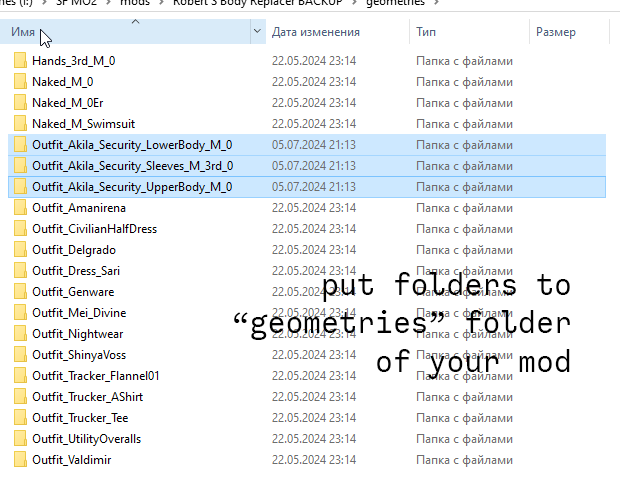 nes (I:) > SF MO2 > mods > Robert S Body Replacer BACKUP > geometries >
Имя Дата изменения Тип Размер
Hands_3rd_M_0 22.05.2024 23:14 Папка с файлами
Naked_M_0 22.05.2024 23:14 Папка с файлами
Naked_M_0Er 22.05.2024 23:14 Папка с файлами
Naked_M_Swimsuit 22.05.2024 23:14 Папка с файлами
Outfit_Akila_Security_LowerBody_M_0 05.07.2024 21:13 Папка с файлами
Outfit_Akila_Security_Sleeves_M_3rd_0 05.07.2024 21:13 Папка с файлами
Outfit_Akila_Security_UpperBody_M_0 05.07.2024 21:13 Папка с файлами
Outfit_Amanirena 22.05.2024 23:14 Папка с файлами
Outfit_CivilianHalfDress 22.05.2024 23:14 Папка с файлами
Outfit_Delgrado 22.05.2024 23:14 Папка с файлами
Outfit_Dress_Sari 22.05.2024 23:14 Папка с файлами
Outfit_Genware 22.05.2024 23:14 Папка с файлами
Outfit_Mei_Divine 22.05.2024 23:14 Папка с файлами
Outfit_Nightwear 22.05.2024 23:14 Папка с файлами
Outfit_ShinyaVoss 22.05.2024 23:14 Папка с файлами
Outfit_Tracker_Flannel01 22.05.2024 23:14 Папка с файлами
Outfit_Trucker_AShirt 22.05.2024 23:14 Папка с файлами
Outfit_Trucker_Tee 22.05.2024 23:14 Папка с файлами
Outfit_UtilityOveralls 22.05.2024 23:14 Папка с файлами
Outfit_Valdimir 22.05.2024 23:14 Папка с файлами
put folders to
“geometries” folder
of your mod